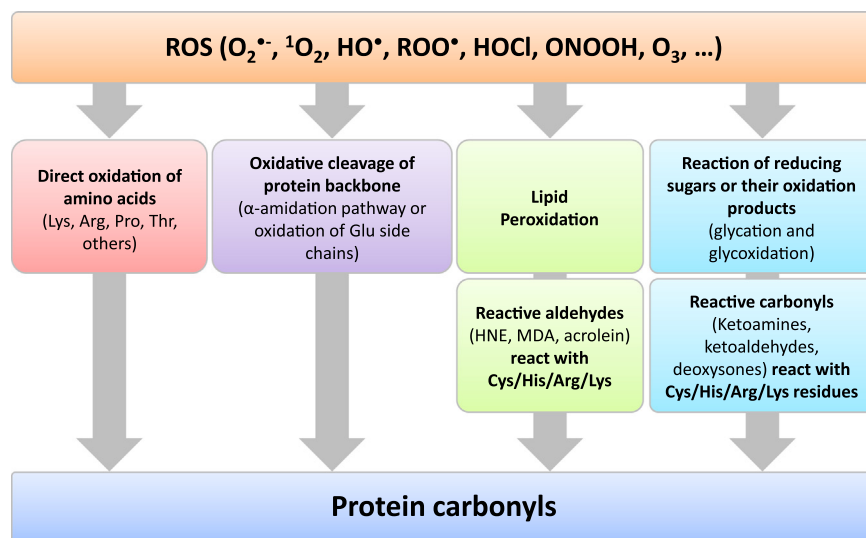 ROS (O₂•-, ¹O₂, HO•, ROO•, HOCl, ONOOH, O₃, ...)
Direct oxidation of
amino acids
(Lys, Arg, Pro, Thr,
others)
Oxidative cleavage of
protein backbone
(α-amidation pathway or
oxidation of Glu side
chains)
Lipid
Peroxidation
Reaction of reducing
sugars or their oxidation
products
(glycation and
glycoxidation)
Reactive aldehydes
(HNE, MDA, acrolein)
react with
Cys/His/Arg/Lys
Reactive carbonyls
(Ketoamines,
ketoaldehydes,
deoxysones) react with
Cys/His/Arg/Lys residues
Protein carbonyls